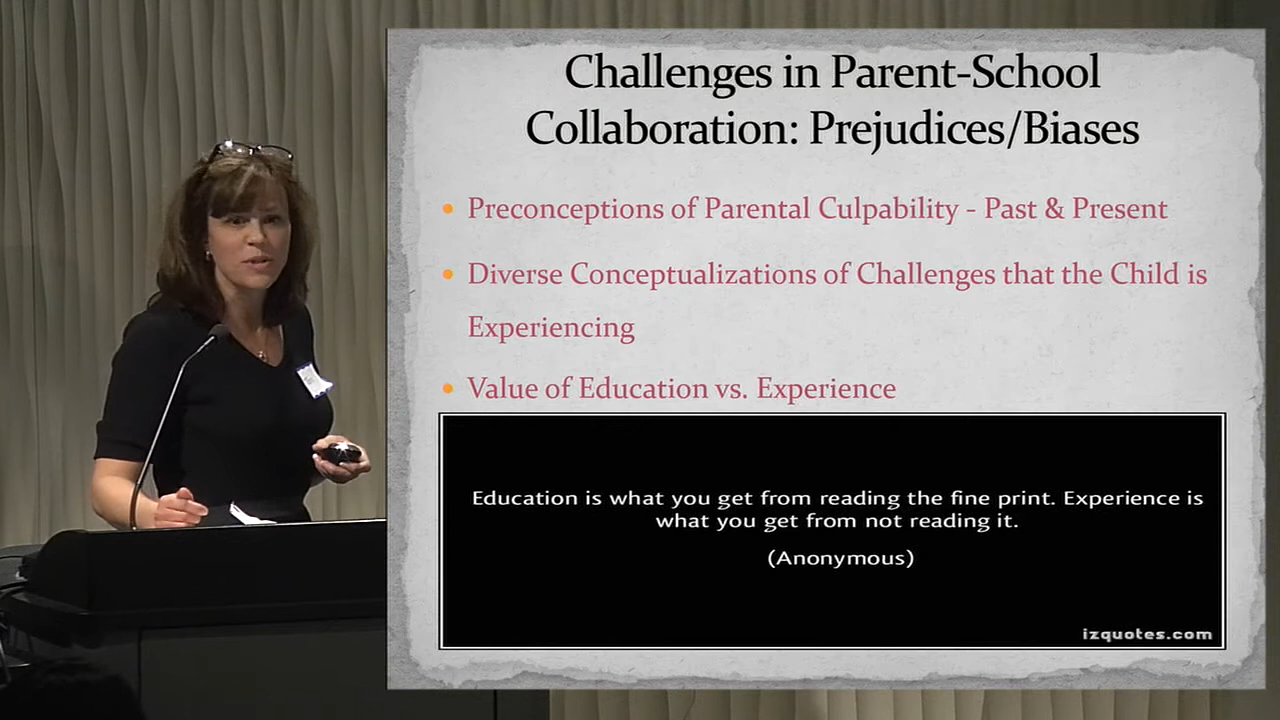 Challenges in Parent-School
Collaboration: Prejudices/Biases
Preconceptions of Parental Culpability - Past & Present
Diverse Conceptualizations of Challenges that the Child is
Experiencing
Value of Education vs. Experience
Education is what you get from reading the fine print. Experience is
what you get from not reading it.
(Anonymous)
izquotes.com